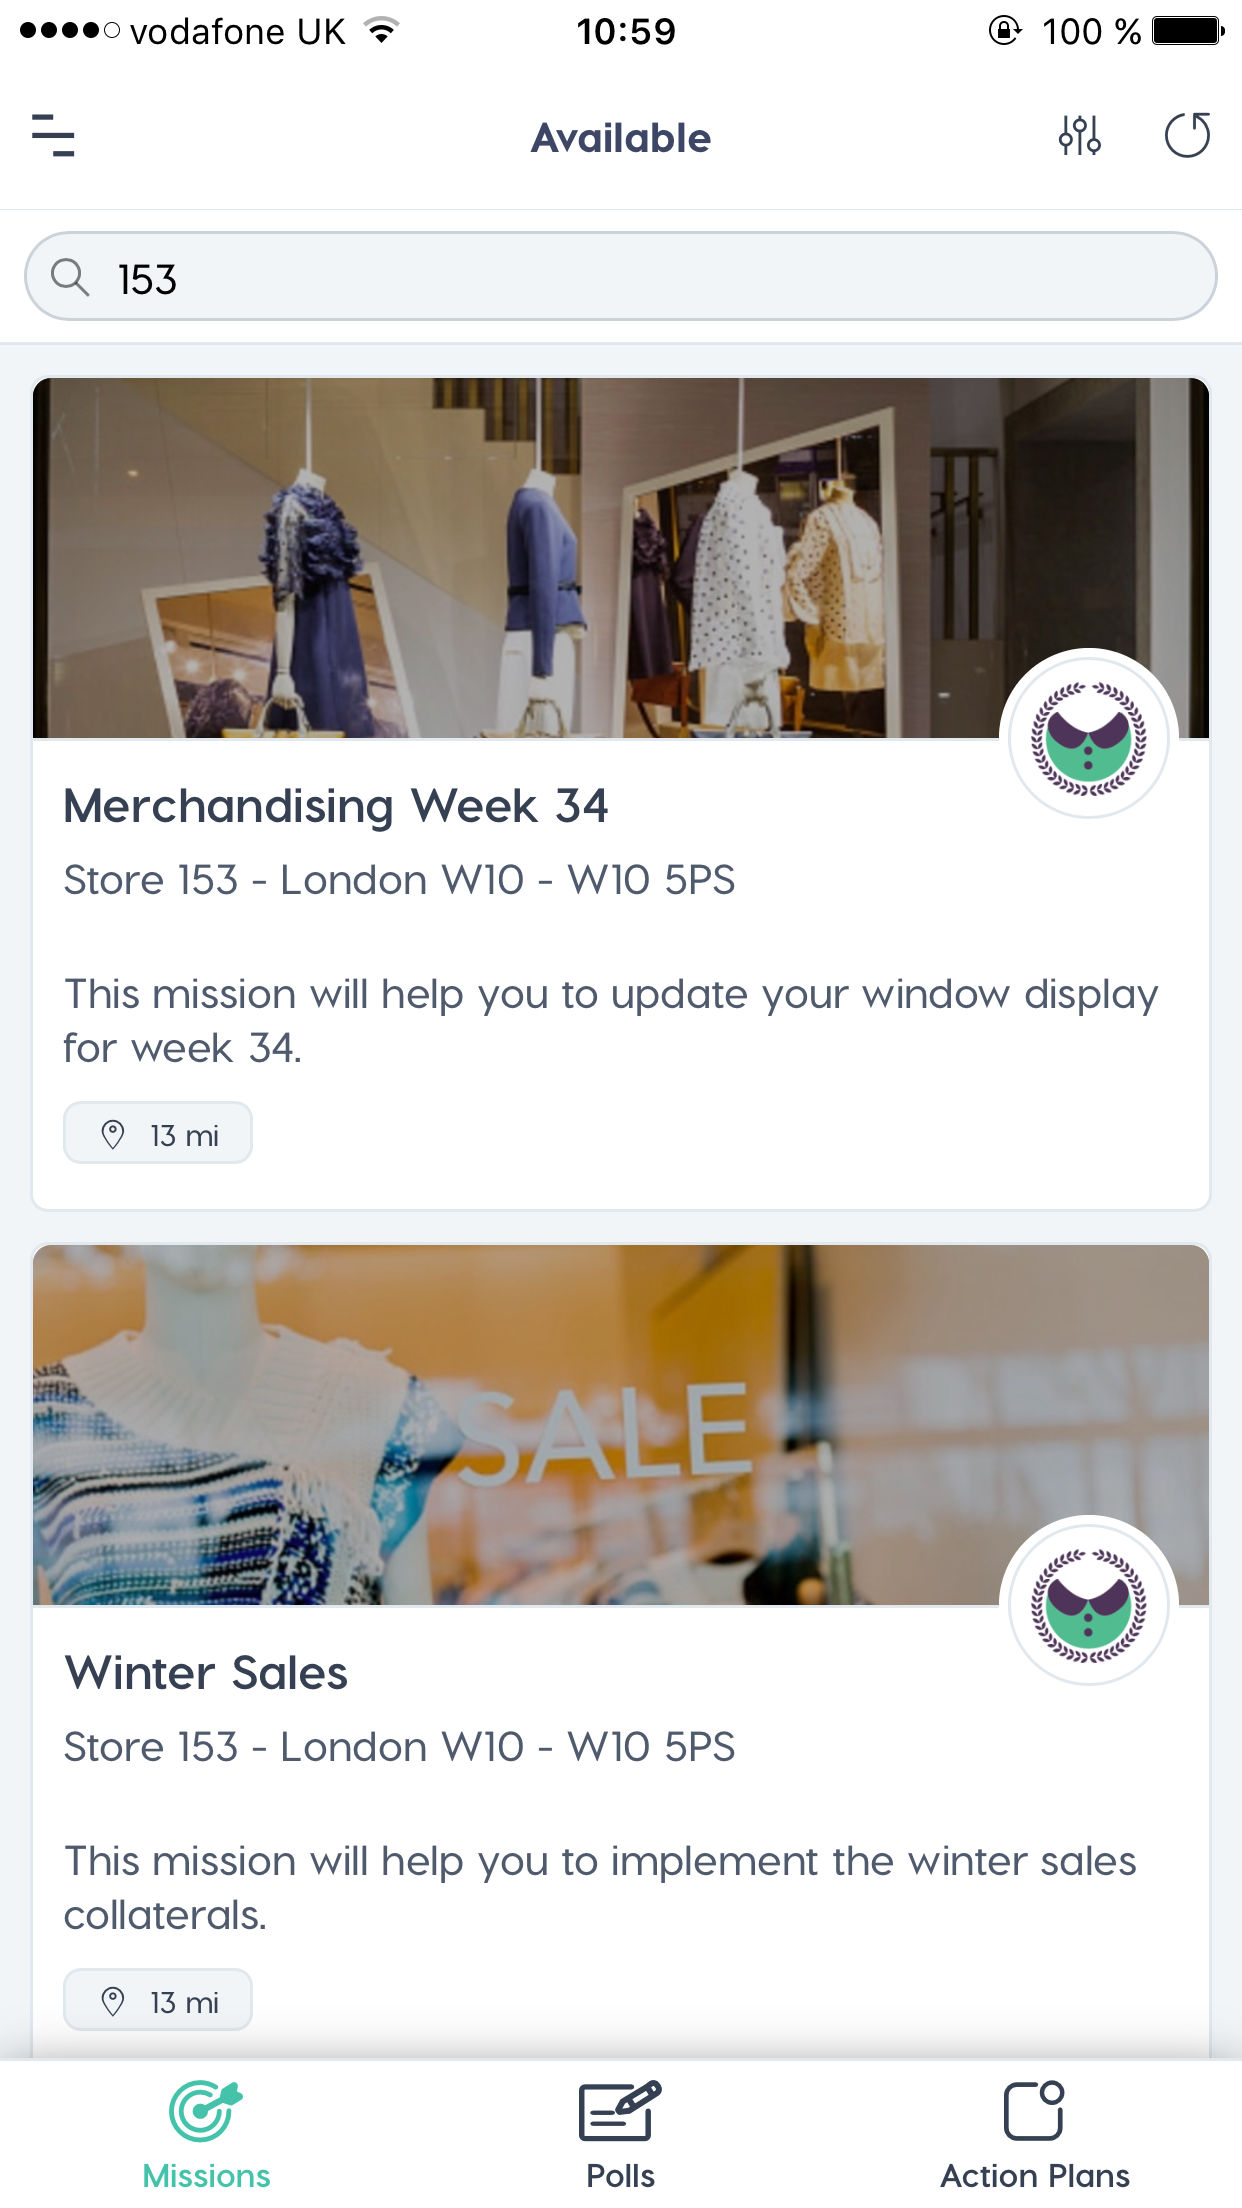 vodafone UK 10:59 100 %
Available
153
Merchandising Week 34
Store 153 - London W10 - W10 5PS
This mission will help you to update your window display
for week 34.
13 mi
SALE
Winter Sales
Store 153 - London W10 - W10 5PS
This mission will help you to implement the winter sales
collaterals.
13 mi
Missions Polls Action Plans